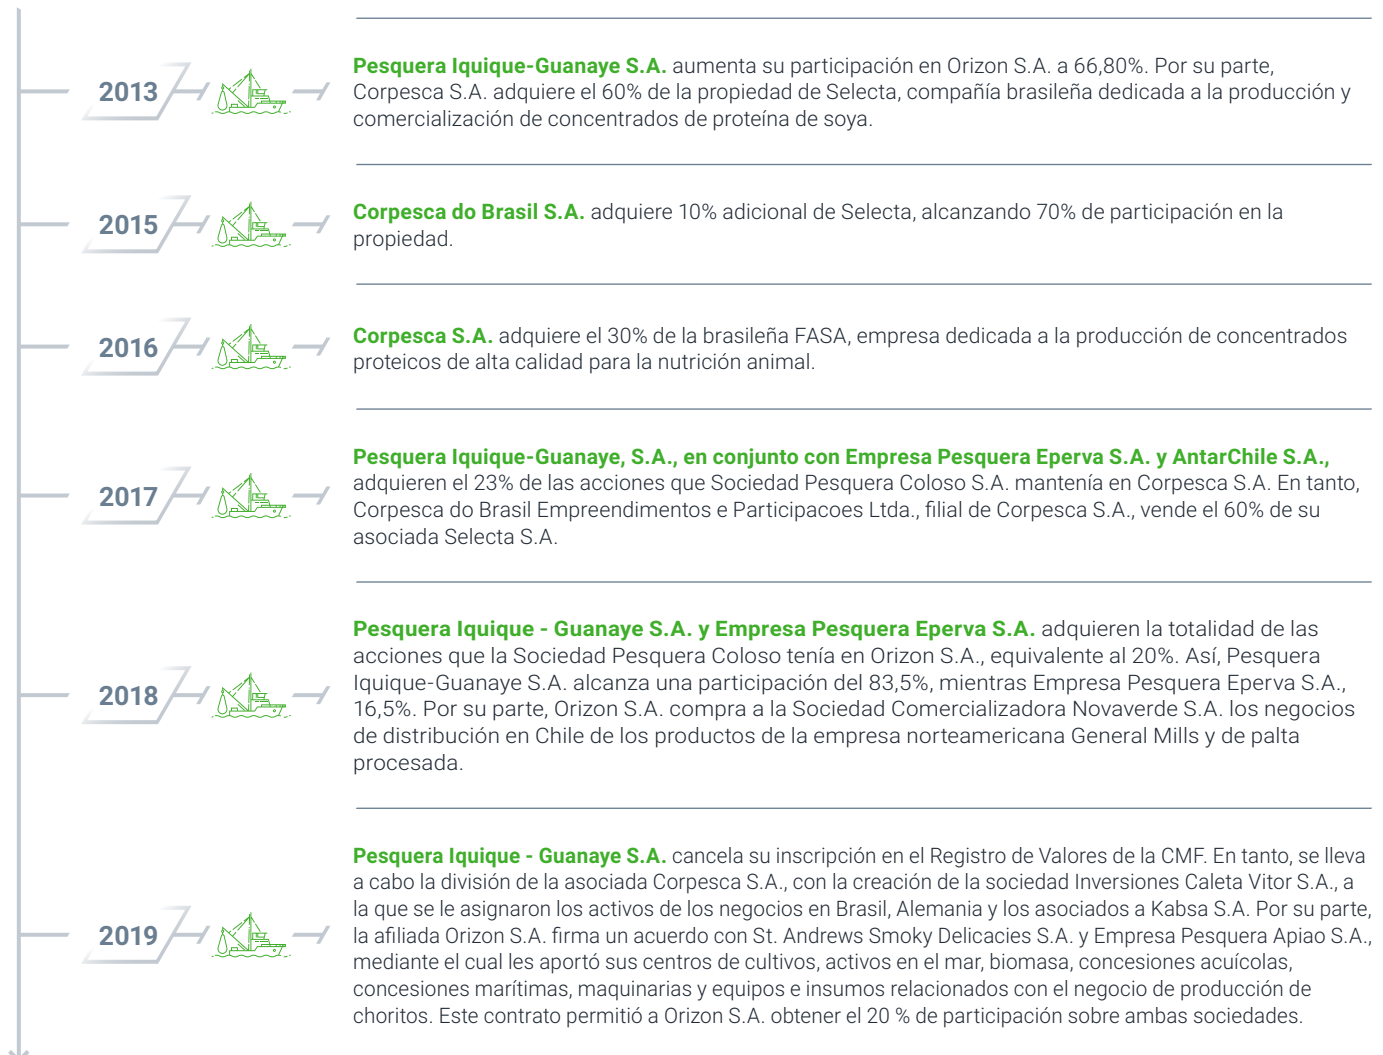 2013
Pesquera Iquique-Guanaye S.A. aumenta su participación en Orizon S.A. a 66,80%. Por su parte,
Corpesca S.A. adquiere el 60% de la propiedad de Selecta, compañía brasileña dedicada a la producción y
comercialización de concentrados de proteína de soya.
2015
Corpesca do Brasil S.A. adquiere 10% adicional de Selecta, alcanzando 70% de participación en la
propiedad.
2016
Corpesca S.A. adquiere el 30% de la brasileña FASA, empresa dedicada a la producción de concentrados
proteicos de alta calidad para la nutrición animal.
2017
Pesquera Iquique-Guanaye, S.A., en conjunto con Empresa Pesquera Eperva S.A. y AntarChile S.A.,
adquieren el 23% de las acciones que Sociedad Pesquera Coloso S.A. mantenía en Corpesca S.A. En tanto,
Corpesca do Brasil Empreendimentos e Participacoes Ltda., filial de Corpesca S.A., vende el 60% de su
asociada Selecta S.A.
2018
Pesquera Iquique - Guanaye S.A. y Empresa Pesquera Eperva S.A. adquieren la totalidad de las
acciones que la Sociedad Pesquera Coloso tenía en Orizon S.A., equivalente al 20%. Así, Pesquera
Iquique-Guanaye S.A. alcanza una participación del 83,5%, mientras Empresa Pesquera Eperva S.A.,
16,5%. Por su parte, Orizon S.A. compra a la Sociedad Comercializadora Novaverde S.A. los negocios
de distribución en Chile de los productos de la empresa norteamericana General Mills y de palta
procesada.
2019
Pesquera Iquique - Guanaye S.A. cancela su inscripción en el Registro de Valores de la CMF. En tanto, se lleva
a cabo la división de la asociada Corpesca S.A., con la creación de la sociedad Inversiones Caleta Vitor S.A., a
la que se le asignaron los activos de los negocios en Brasil, Alemania y los asociados a Kabsa S.A. Por su parte,
la afiliada Orizon S.A. firma un acuerdo con St. Andrews Smoky Delicacies S.A. y Empresa Pesquera Apiao S.A.,
mediante el cual les aportó sus centros de cultivos, activos en el mar, biomasa, concesiones acuícolas,
concesiones marítimas, maquinarias y equipos e insumos relacionados con el negocio de producción de
choritos. Este contrato permitió a Orizon S.A. obtener el 20 % de participación sobre ambas sociedades.